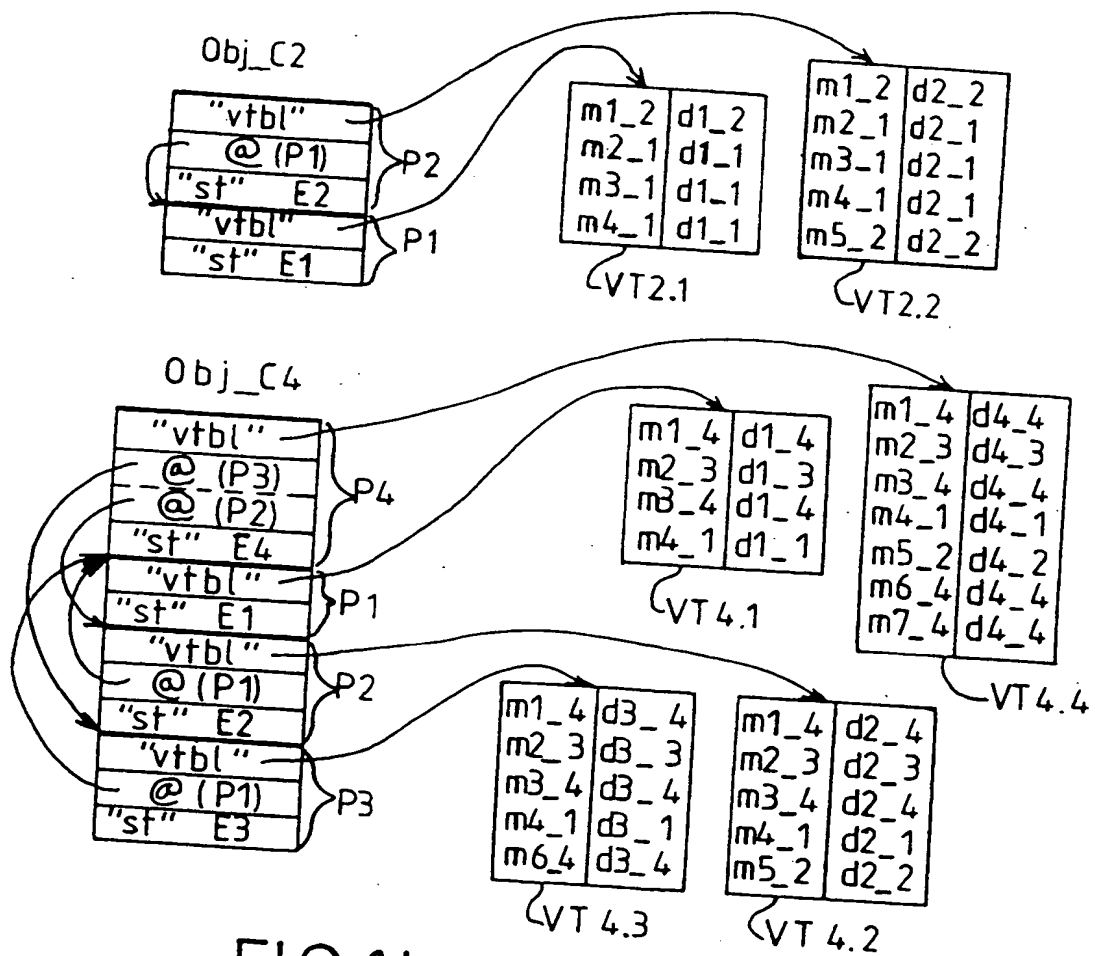 Obj_C2
"vtbl"
@ (P1)
"st" E2
P2
"vtbl"
"st" E1
P1
m1_2 d1_2
m2_1 d1_1
m3_1 d1_1
m4_1 d1_1
VT2.1
m1_2 d2_2
m2_1 d2_1
m3_1 d2_1
m4_1 d2_1
m5_2 d2_2
VT2.2
Obj_C4
"vtbl"
@ (P3)
@ (P2)
"st" E4
P4
"vtbl"
"st" E1
P1
"vtbl"
@ (P1)
"st" E2
P2
"vtbl"
@ (P1)
"st" E3
P3
m1_4 d1_4
m2_3 d1_3
m3_4 d1_4
m4_1 d1_1
VT4.1
m1_4 d4_4
m2_3 d4_3
m3_4 d4_4
m4_1 d4_1
m5_2 d4_2
m6_4 d4_4
m7_4 d4_4
VT4.4
m1_4 d3_4
m2_3 d3_3
m3_4 d3_4
m4_1 d3_1
m6_4 d3_4
VT 4.3
m1_4 d2_4
m2_3 d2_3
m3_4 d2_4
m4_1 d2_1
m5_2 d2_2
VT 4.2